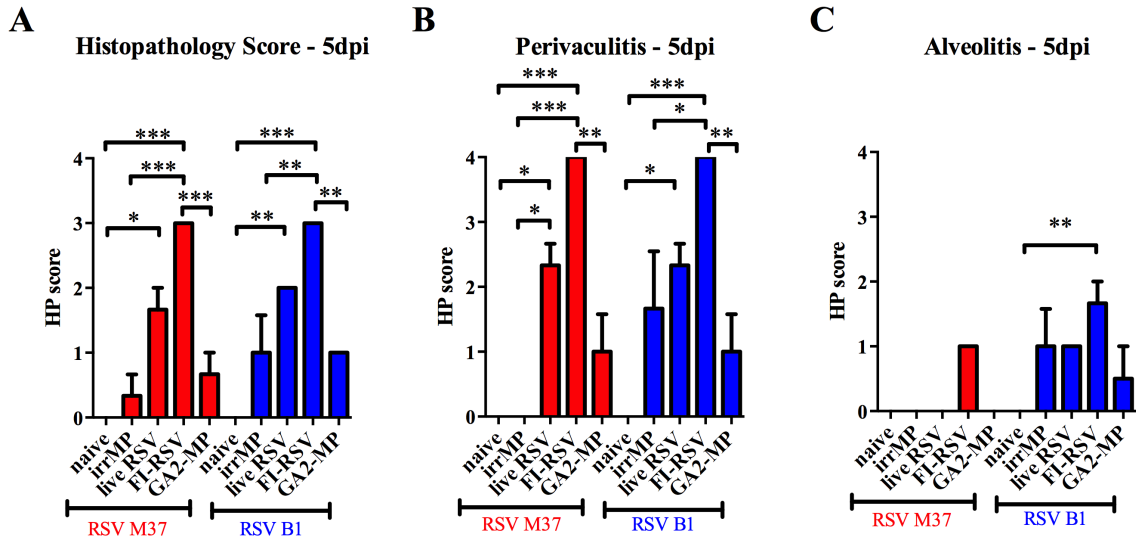 A
Histopathology Score - 5dpi
HP score
4
3
2
1
0
***
***
*
***
***
**
**
**
naive
irrMP
live RSV
FI-RSV
GA2-MP
naive
irrMP
live RSV
FI-RSV
GA2-MP
RSV M37
RSV B1
B
Perivaculitis - 5dpi
HP score
4
3
2
1
0
***
***
**
*
*
***
*
**
*
naive
irrMP
live RSV
FI-RSV
GA2-MP
naive
irrMP
live RSV
FI-RSV
GA2-MP
RSV M37
RSV B1
C
Alveolitis - 5dpi
HP score
4
3
2
1
0
**
naive
irrMP
live RSV
FI-RSV
GA2-MP
naive
irrMP
live RSV
FI-RSV
GA2-MP
RSV M37
RSV B1